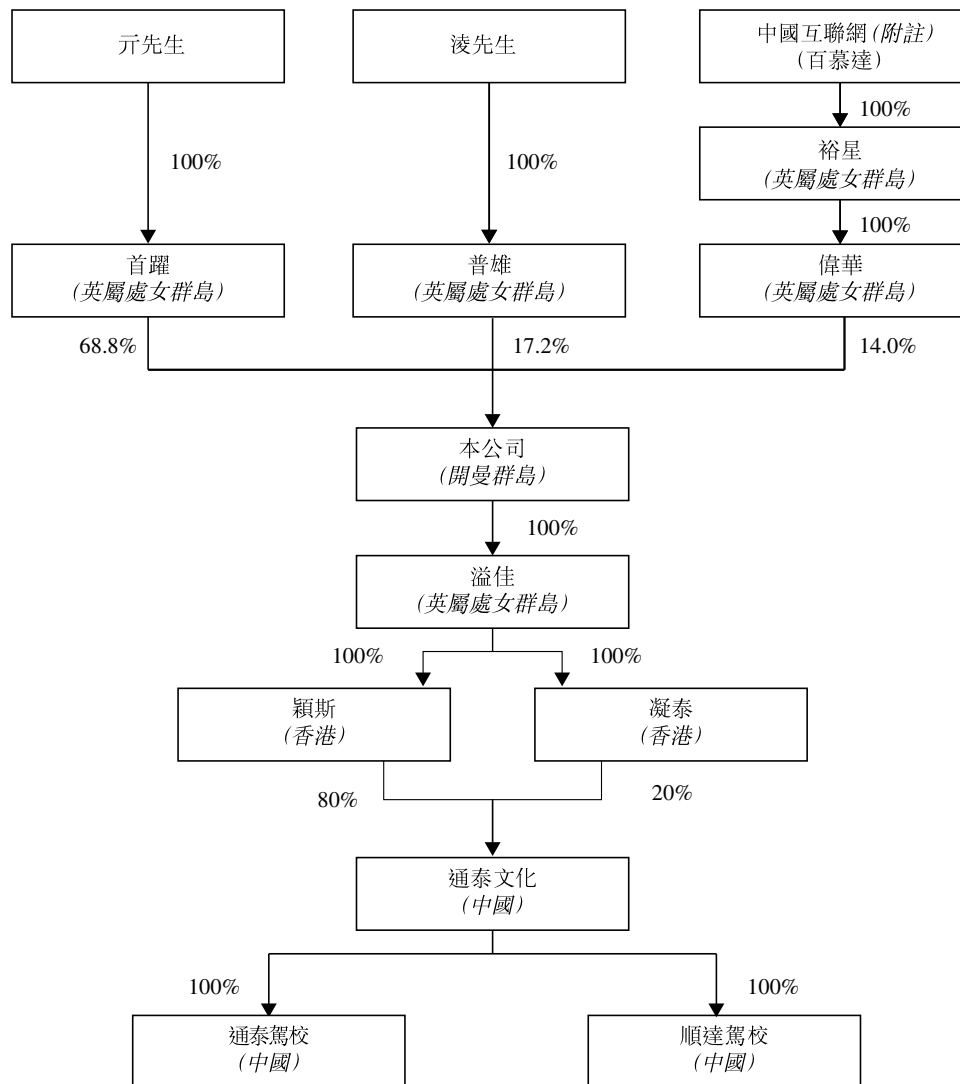 亓先生
淩先生
中國互聯網(附註)
(百慕達)
100%
100%
100%
裕星
(英屬處女群島)
100%
首躍
(英屬處女群島)
普雄
(英屬處女群島)
偉華
(英屬處女群島)
68.8%
17.2%
14.0%
本公司
(開曼群島)
100%
溢佳
(英屬處女群島)
100%
100%
穎斯
(香港)
凝泰
(香港)
80%
20%
通泰文化
(中國)
100%
100%
通泰駕校
(中國)
順達駕校
(中國)